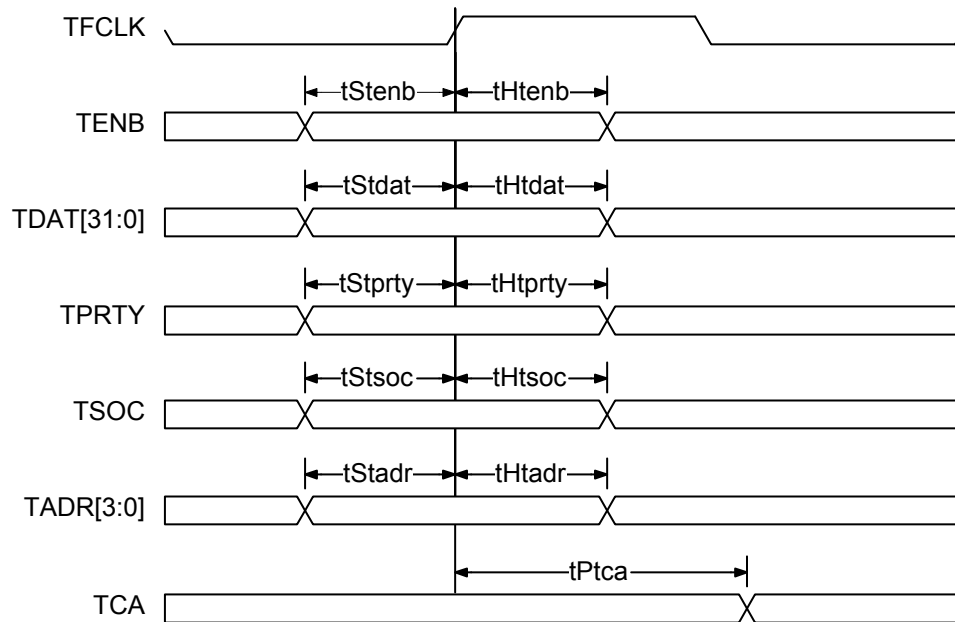 TFCLK
tStenb tHtenb
TENB
tStdat tHtdat
TDAT[31:0]
tStprty tHtprty
TPRTY
tStsoc tHtsoc
TSOC
tStadr tHtadr
TADR[3:0]
tPtca
TCA